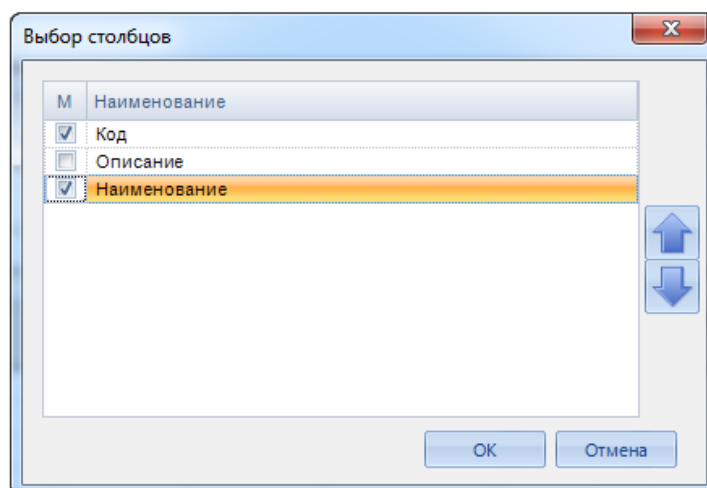 Выбор столбцов
М Наименование
Код
Описание
Наименование
ОК Отмена